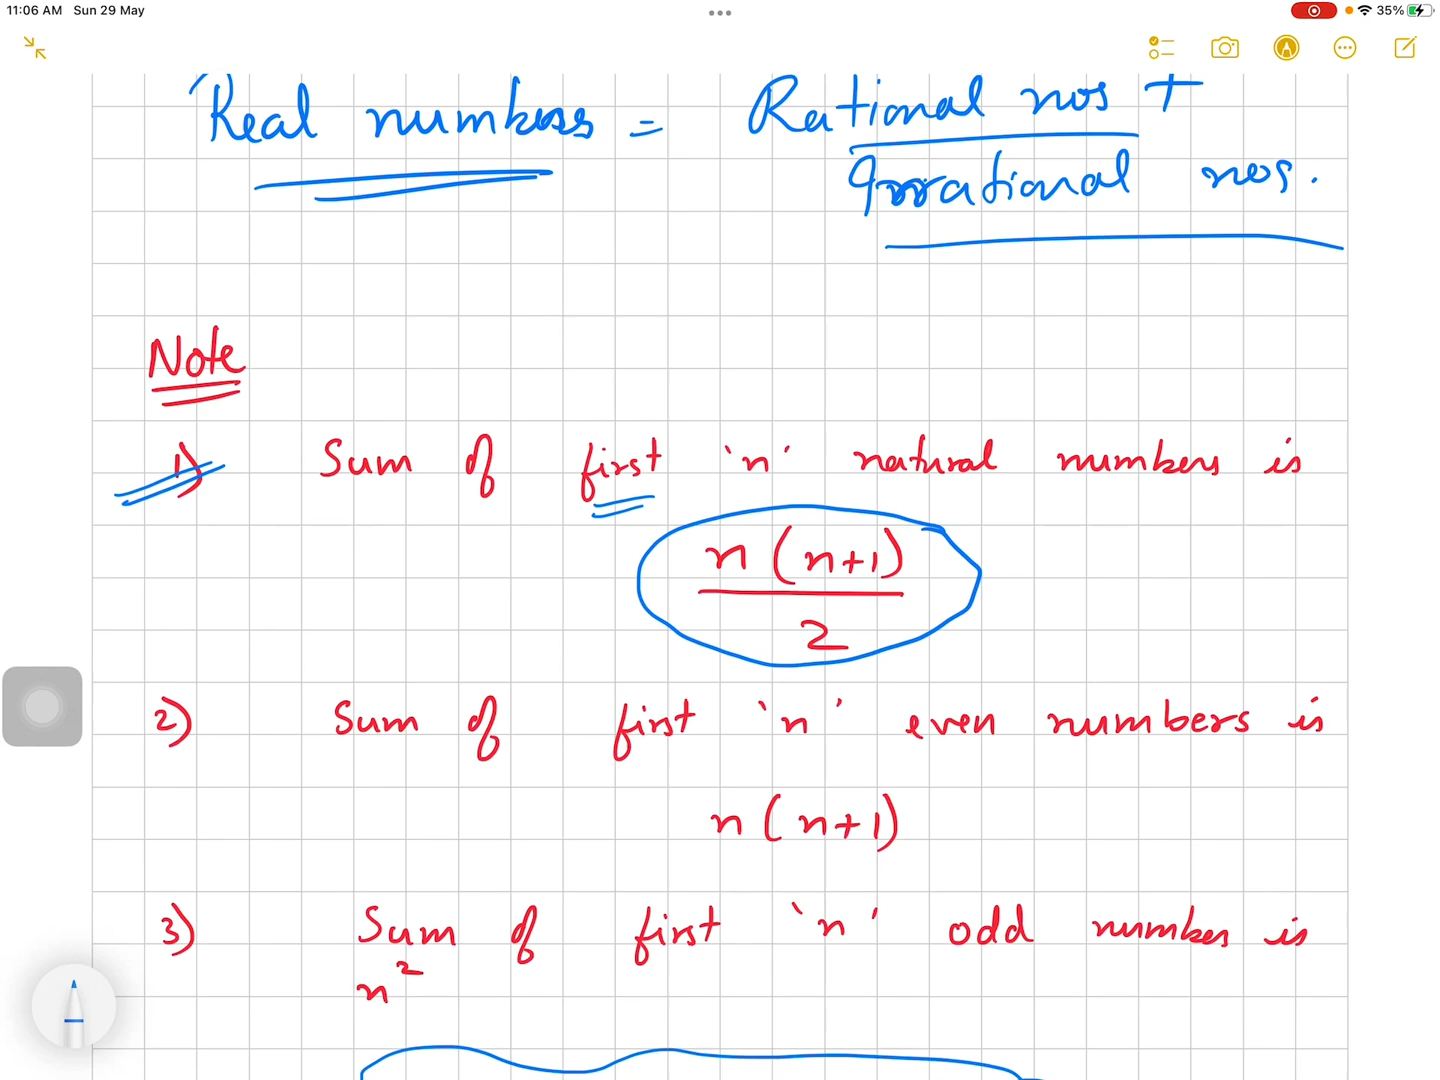 11:06 AM Sun 29 May
35%
Real numbers = Rational nos +
Irrational nos.
Note
1) Sum of first 'n' natural numbers is
n(n+1)
2
2) Sum of first 'n' even numbers is
n(n+1)
3) Sum of first 'n' odd number is
n²